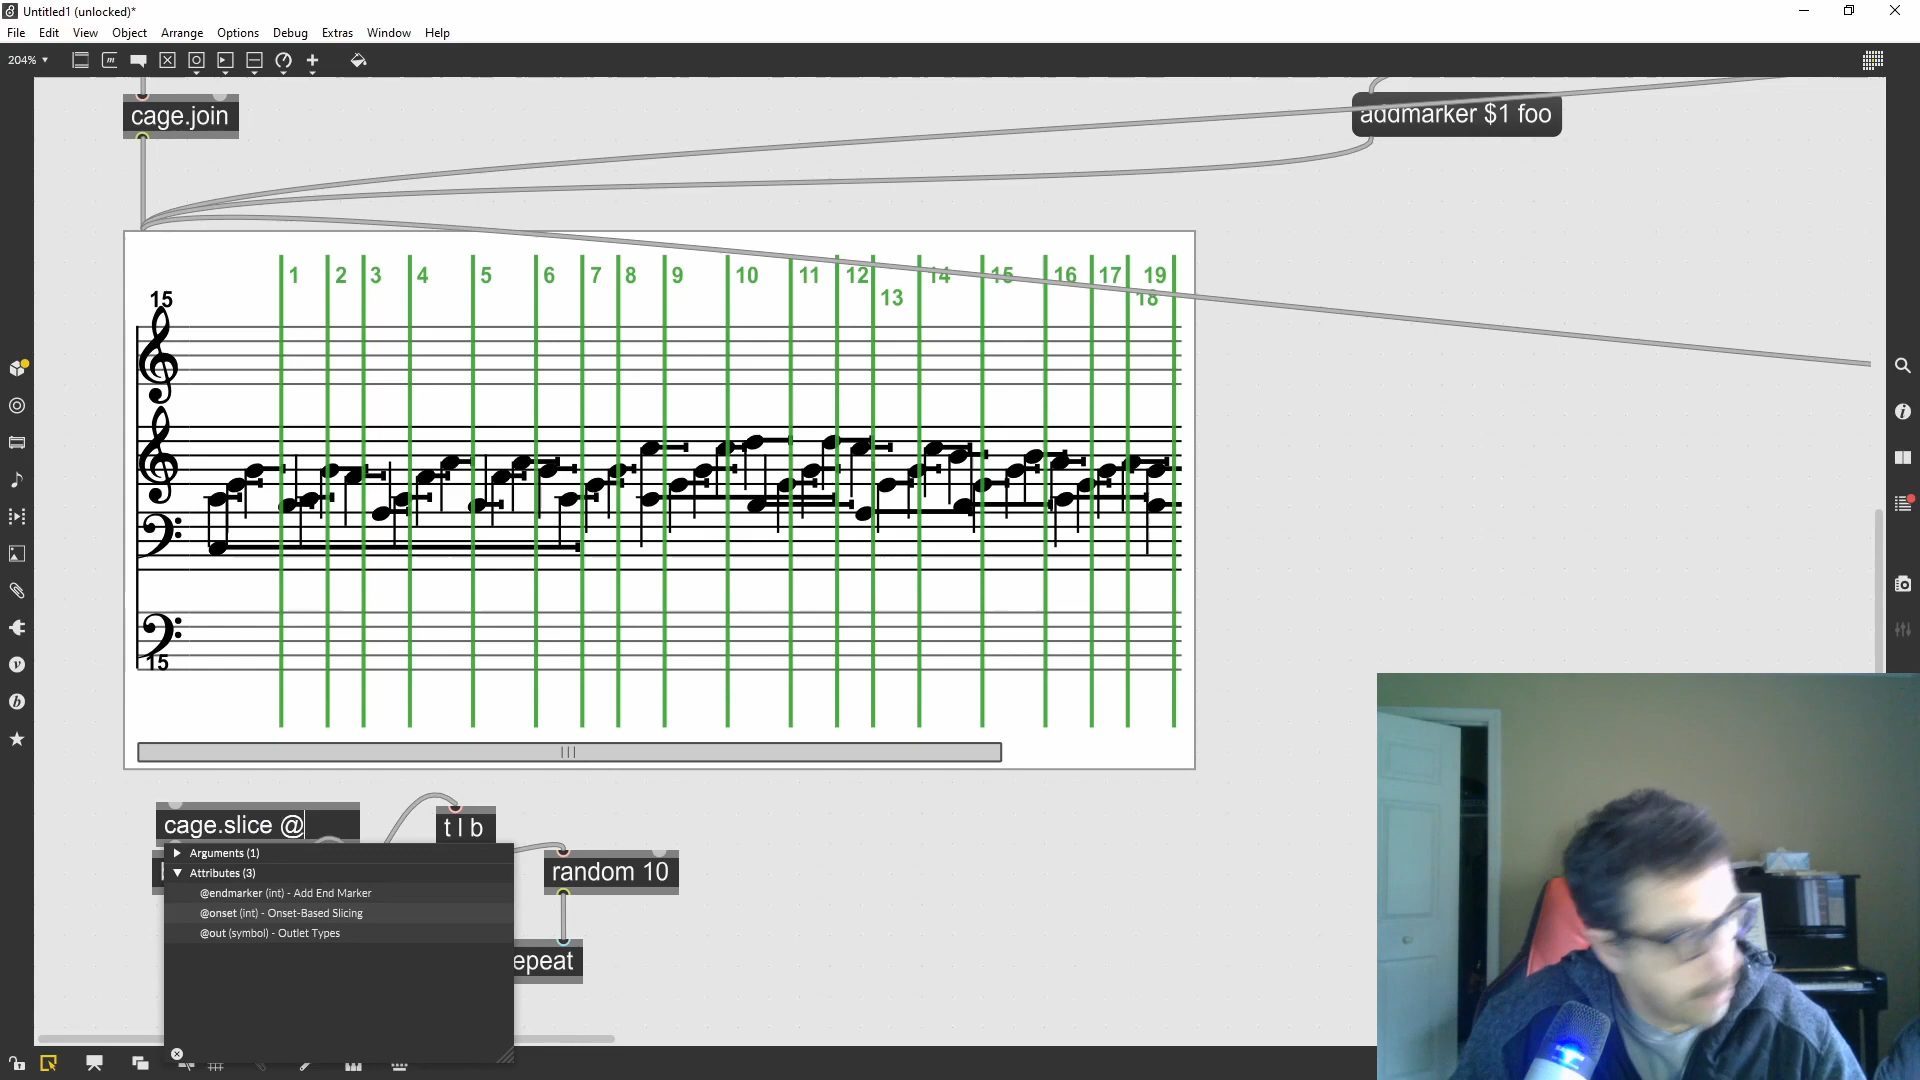 Untitled1 (unlocked)*
File Edit View Object Arrange Options Debug Extras Window Help
204%
cage.join
addmarker $1 foo
1 2 3 4 5 6 7 8 9 10 11 12 14 15 16 17 19
13 18
15
15
cage.slice @
t l b
Arguments (1)
random 10
Attributes (3)
@endmarker (int) - Add End Marker
@onset (int) - Onset-Based Slicing
@out (symbol) - Outlet Types
epeat